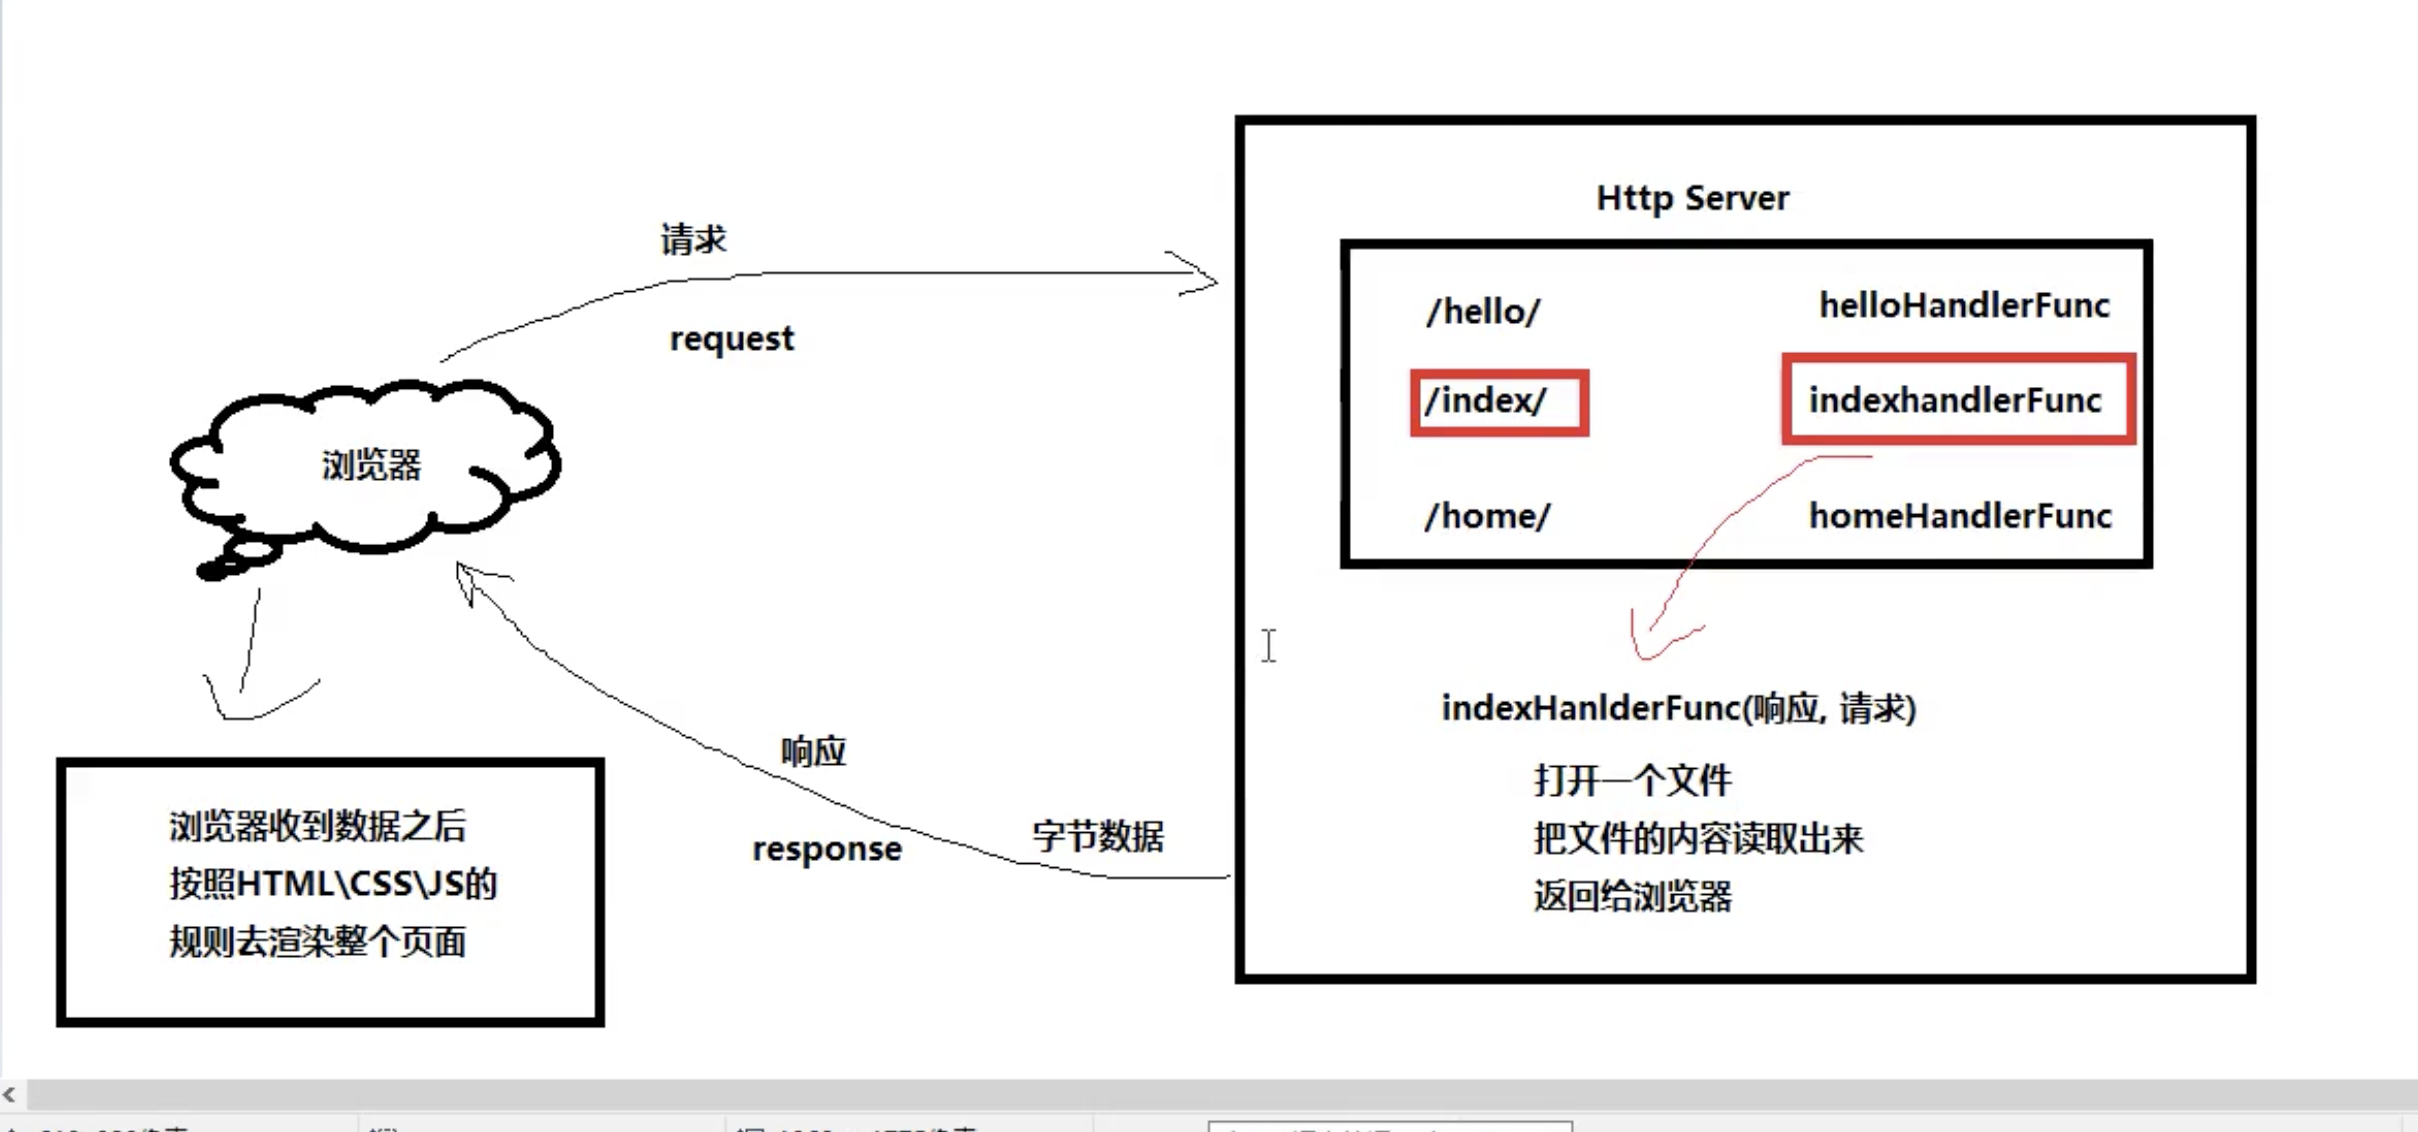 Http Server
请求
request
/hello/ helloHandlerFunc
/index/ indexhandlerFunc
/home/ homeHandlerFunc
浏览器
indexHanlderFunc(响应, 请求)
打开一个文件
把文件的内容读取出来
返回给浏览器
响应
response
字节数据
浏览器收到数据之后
按照HTML\CSS\JS的
规则去渲染整个页面